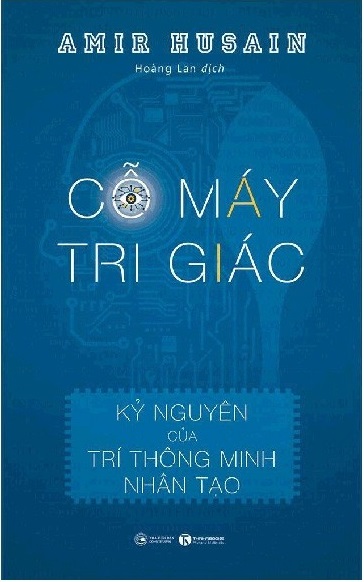 AMIR HUSAIN
Hoàng Lan dịch
CỖ MÁY
TRI GIÁC
KỶ NGUYÊN
CỦA
TRÍ THÔNG MINH
NHÂN TẠO